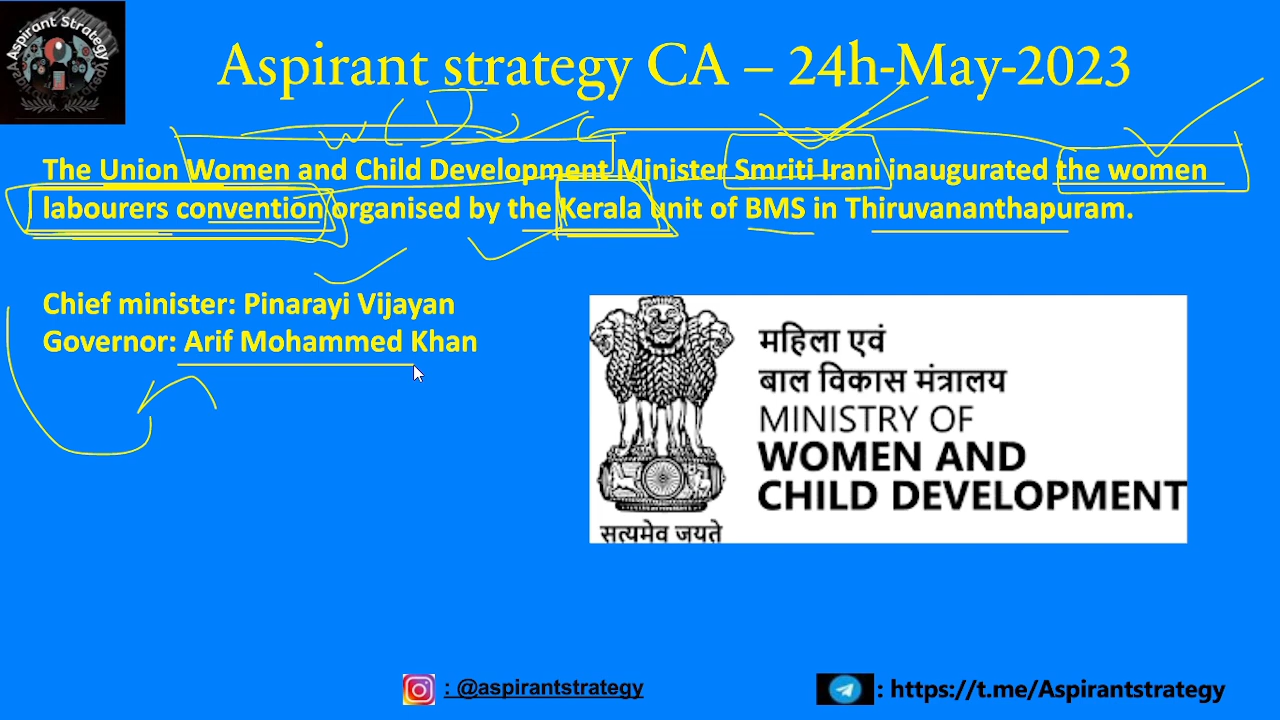 Aspirant Strategy
Aspirant strategy CA – 24h-May-2023
W C D
The Union Women and Child Development Minister Smriti Irani inaugurated the women
labourers convention organised by the Kerala unit of BMS in Thiruvananthapuram.
Chief minister: Pinarayi Vijayan
Governor: Arif Mohammed Khan
महिला एवं
बाल विकास मंत्रालय
MINISTRY OF
WOMEN AND
CHILD DEVELOPMENT
सत्यमेव जयते
: @aspirantstrategy
: https://t.me/Aspirantstrategy